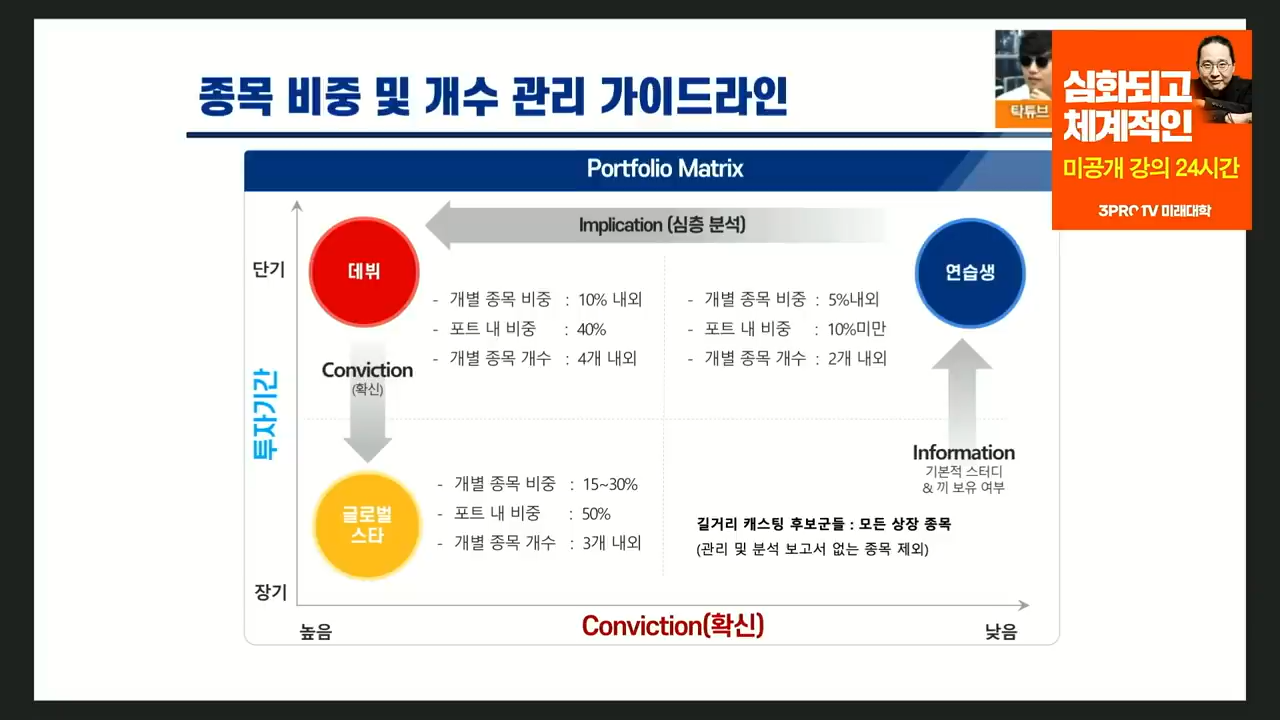 종목 비중 및 개수 관리 가이드라인
탁튜브
심화되고
체계적인
미공개 강의 24시간
3PRO TV 미래대학
Portfolio Matrix
Implication (심층 분석)
단기
데뷔
연습생
- 개별 종목 비중 : 10% 내외
- 포트 내 비중 : 40%
- 개별 종목 개수 : 4개 내외
- 개별 종목 비중 : 5%내외
- 포트 내 비중 : 10%미만
- 개별 종목 개수 : 2개 내외
Conviction
(확신)
투자기간
Information
기본적 스터디
& 끼 보유 여부
글로벌
스타
- 개별 종목 비중 : 15~30%
- 포트 내 비중 : 50%
- 개별 종목 개수 : 3개 내외
길거리 캐스팅 후보군들 : 모든 상장 종목
(관리 및 분석 보고서 없는 종목 제외)
장기
높음
Conviction(확신)
낮음